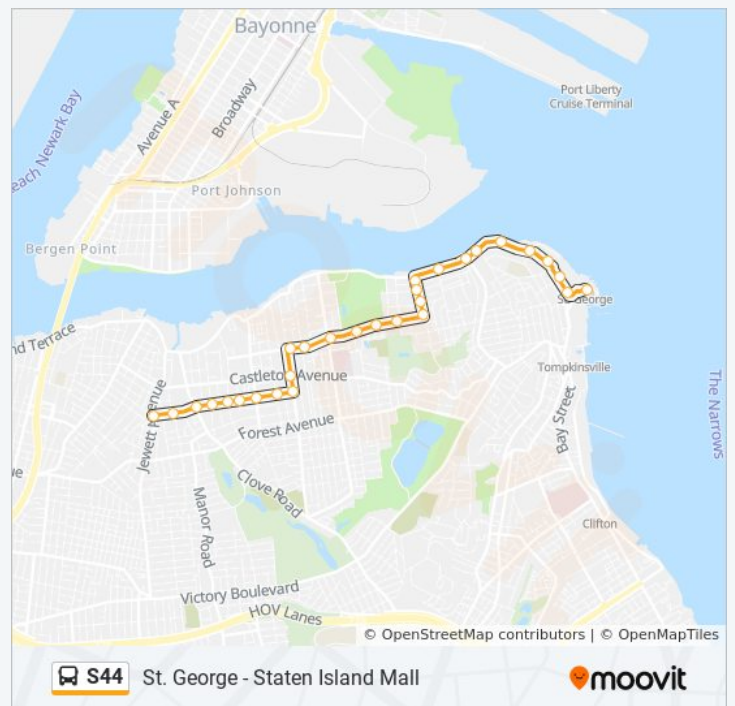 Bayonne
Port Liberty
Cruise Terminal
Avenue A
Broadway
each Newark Bay
Port Johnson
Bergen Point
St. George
nd Terrace
Tompkinsville
Castleton Avenue
The Narrows
Jewett Avenue
Bay Street
Forest Avenue
Clove Road
Manor Road
Clifton
Victory Boulevard
HOV Lanes
© OpenStreetMap contributors | © OpenMapTiles
S44 St. George - Staten Island Mall moovit